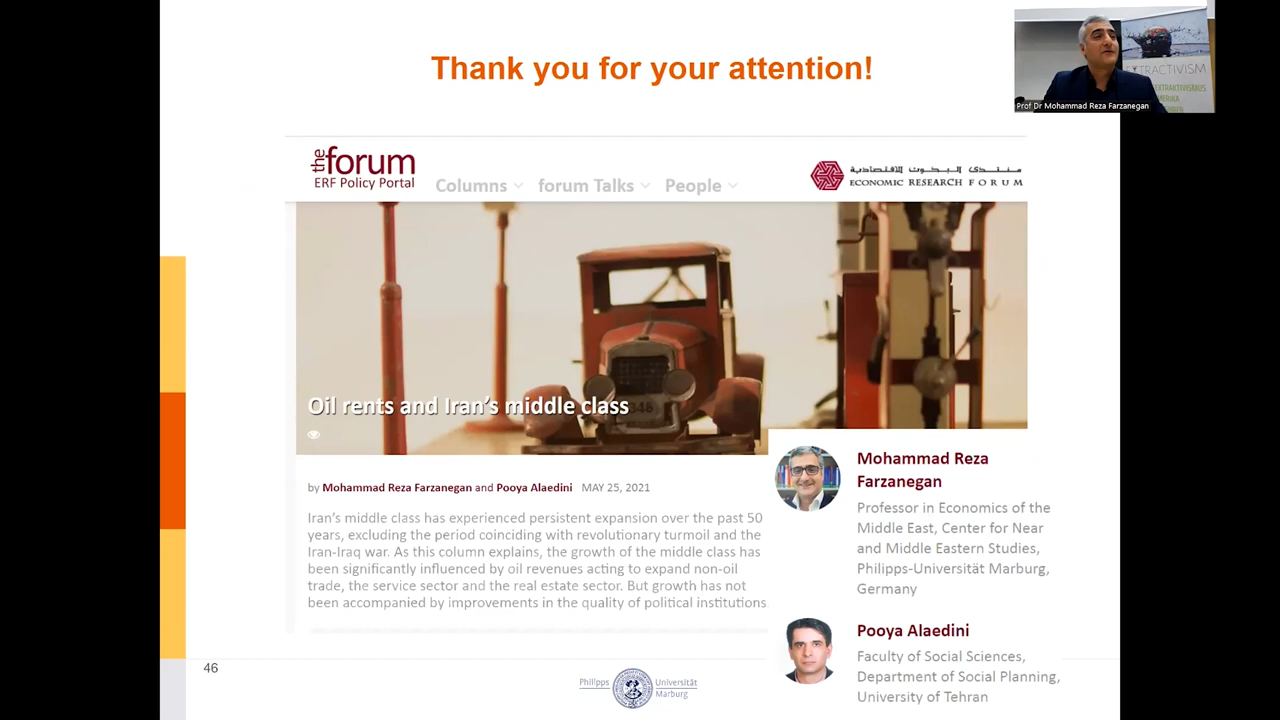 Thank you for your attention!
EXTRACTIVISM
Prof Dr Mohammad Reza Farzanegan
the forum
ERF Policy Portal
Columns
forum Talks
People
منتدى البحوث الاقتصادية
ECONOMIC RESEARCH FORUM
Oil rents and Iran's middle class
by Mohammad Reza Farzanegan and Pooya Alaedini MAY 25, 2021
Iran's middle class has experienced persistent expansion over the past 50
years, excluding the period coinciding with revolutionary turmoil and the
Iran-Iraq war. As this column explains, the growth of the middle class has
been significantly influenced by oil revenues acting to expand non-oil
trade, the service sector and the real estate sector. But growth has not
been accompanied by improvements in the quality of political institutions.
Mohammad Reza
Farzanegan
Professor in Economics of the
Middle East, Center for Near
and Middle Eastern Studies,
Philipps-Universität Marburg,
Germany
Pooya Alaedini
Faculty of Social Sciences,
Department of Social Planning,
University of Tehran
46
Philipps Universität
Marburg